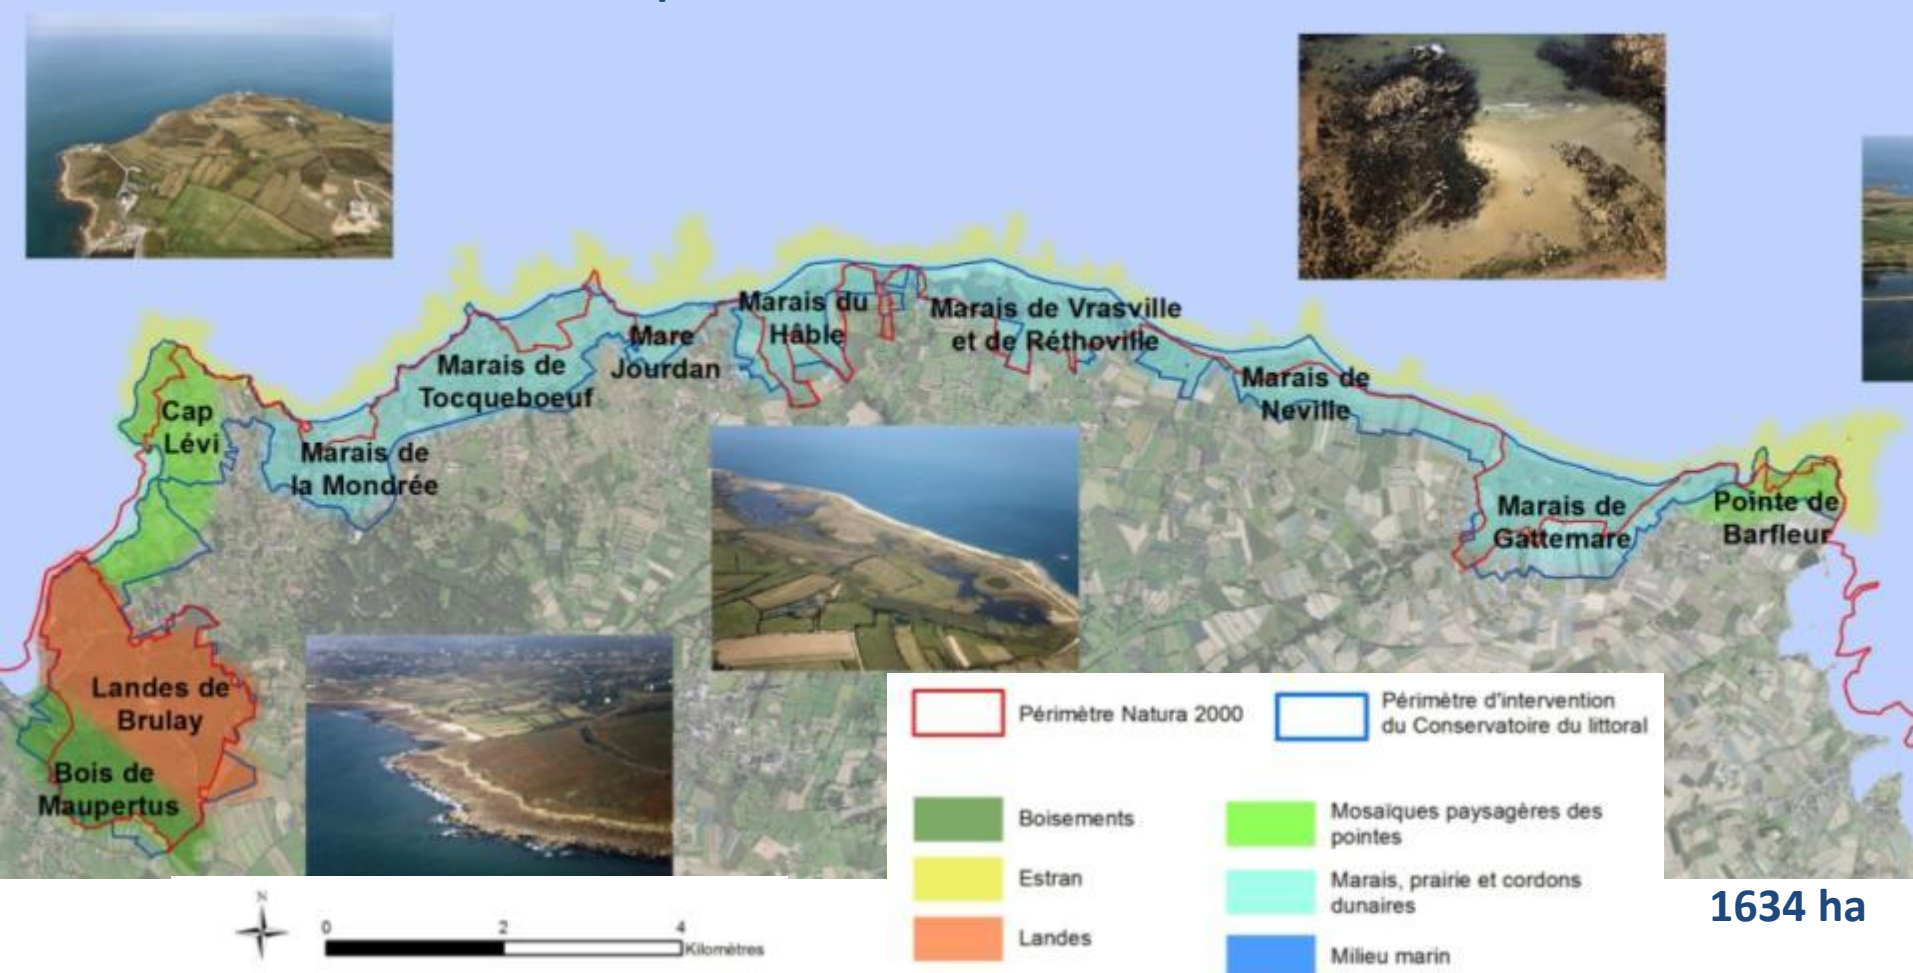 Marais du
Hâble
Marais de Vrasville
et de Réthoville
Mare
Jourdan
Marais de
Tocqueboeuf
Marais de
Neville
Cap
Lévi
Marais de
la Mondrée
Marais de
Gattemare
Pointe de
Barfleur
Landes de
Brulay
Bois de
Maupertus
Périmètre Natura 2000
Périmètre d'intervention
du Conservatoire du littoral
Boisements
Estran
Landes
Mosaïques paysagères des
pointes
Marais, prairie et cordons
dunaires
Milieu marin
N
0 2 4
Kilomètres
1634 ha